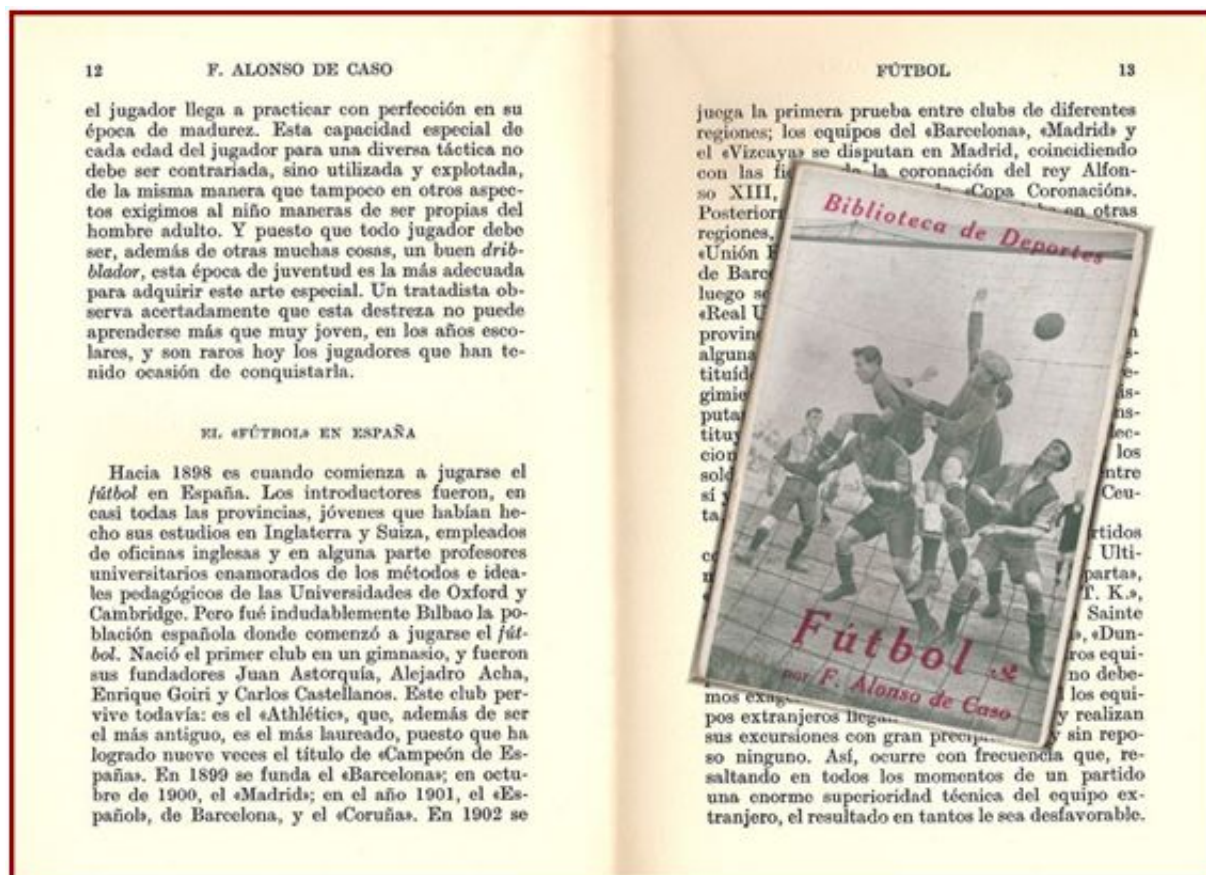 12 F. ALONSO DE CASO
el jugador llega a practicar con perfección en su
época de madurez. Esta capacidad especial de
cada edad del jugador para una diversa táctica no
debe ser contrariada, sino utilizada y explotada,
de la misma manera que tampoco en otros aspec-
tos exigimos al niño maneras de ser propias del
hombre adulto. Y puesto que todo jugador debe
ser, además de otras muchas cosas, un buen drib-
blador, esta época de juventud es la más adecuada
para adquirir este arte especial. Un tratadista ob-
serva acertadamente que esta destreza no puede
aprenderse más que muy joven, en los años esco-
lares, y son raros hoy los jugadores que han te-
nido ocasión de conquistarla.
EL «FÚTBOL» EN ESPAÑA
Hacia 1898 es cuando comienza a jugarse el
fútbol en España. Los introductores fueron, en
casi todas las provincias, jóvenes que habían he-
cho sus estudios en Inglaterra y Suiza, empleados
de oficinas inglesas y en alguna parte profesores
universitarios enamorados de los métodos e idea-
les pedagógicos de las Universidades de Oxford y
Cambridge. Pero fué indudablemente Bilbao la po-
blación española donde comenzó a jugarse el fút-
bol. Nació el primer club en un gimnasio, y fueron
sus fundadores Juan Astorquía, Alejadro Acha,
Enrique Goiri y Carlos Castellanos. Este club per-
vive todavía: es el «Athlétic», que, además de ser
el más antiguo, es el más laureado, puesto que ha
logrado nueve veces el título de «Campeón de Es-
paña». En 1899 se funda el «Barcelona»; en octu-
bre de 1900, el «Madrid»; en el año 1901, el «Es-
pañol», de Barcelona, y el «Coruña». En 1902 se
FÚTBOL 13
juega la primera prueba entre clubs de diferentes
regiones; los equipos del «Barcelona», «Madrid» y
el «Vizcaya» se disputan en Madrid, coincidiendo
con las la coronación del rey Alfon-
so XIII, «Copa Coronación».
en otras
regiones,
«Unión
de
luego
«Real
alguna
los
sí y
Ceu-
ta
Ulti-
T. K.»,
Sainte
«Dun-
equi-
no debe-
mos los equi-
pos extranjeros y realizan
sus excursiones con gran y sin repo-
so ninguno. Así, ocurre con frecuencia que, re-
saltando en todos los momentos de un partido
una enorme superioridad técnica del equipo ex-
tranjero, el resultado en tantos le sea desfavorable.
Biblioteca de Deportes
Fútbol
por F. Alonso de Caso